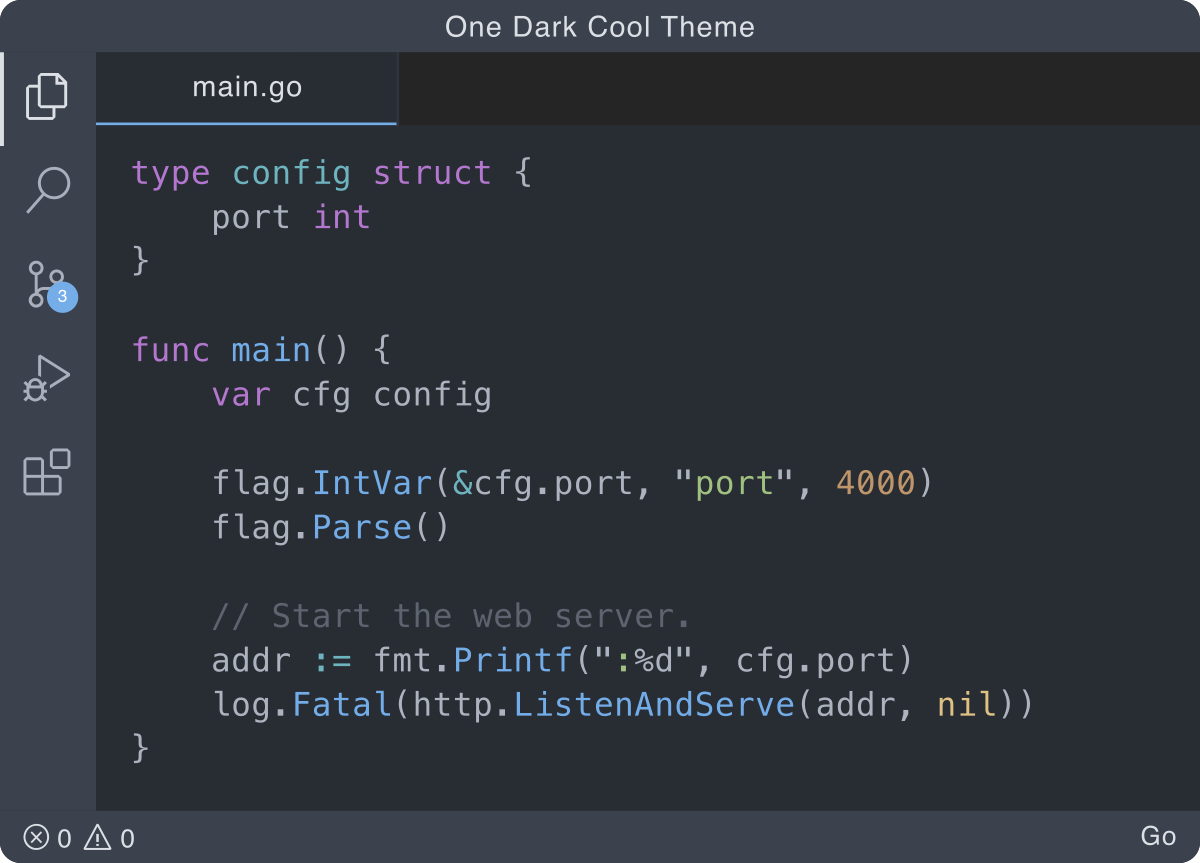 One Dark Cool Theme
main.go
type config struct {
    port int
}
func main() {
    var cfg config
    flag.IntVar(&cfg.port, "port", 4000)
    flag.Parse()
    // Start the web server.
    addr := fmt.Printf(":%d", cfg.port)
    log.Fatal(http.ListenAndServe(addr, nil))
}
3
0 0 Go